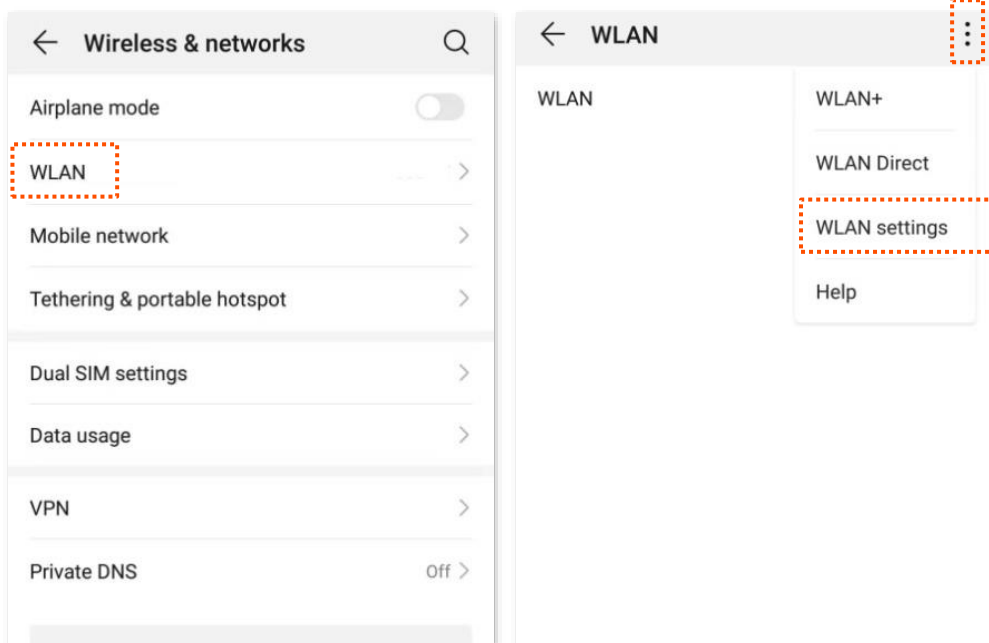 Wireless & networks
Airplane mode
WLAN
Mobile network
Tethering & portable hotspot
Dual SIM settings
Data usage
VPN
Private DNS
Off
WLAN
WLAN
WLAN+
WLAN Direct
WLAN settings
Help